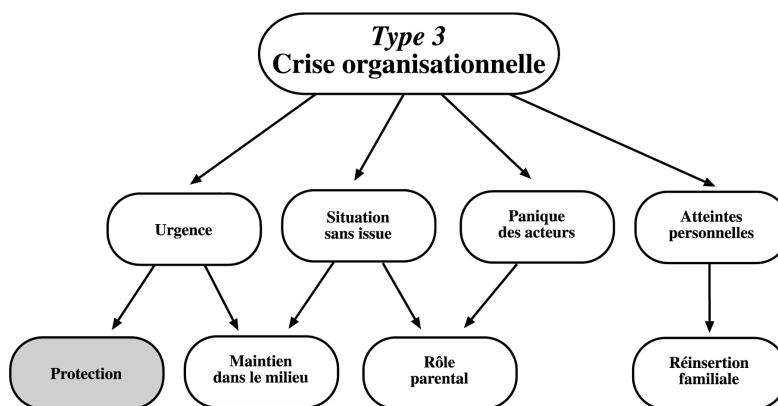 Type 3
Crise organisationnelle
Urgence
Situation
sans issue
Panique
des acteurs
Atteintes
personnelles
Protection
Maintien
dans le milieu
Rôle
parental
Réinsertion
familiale